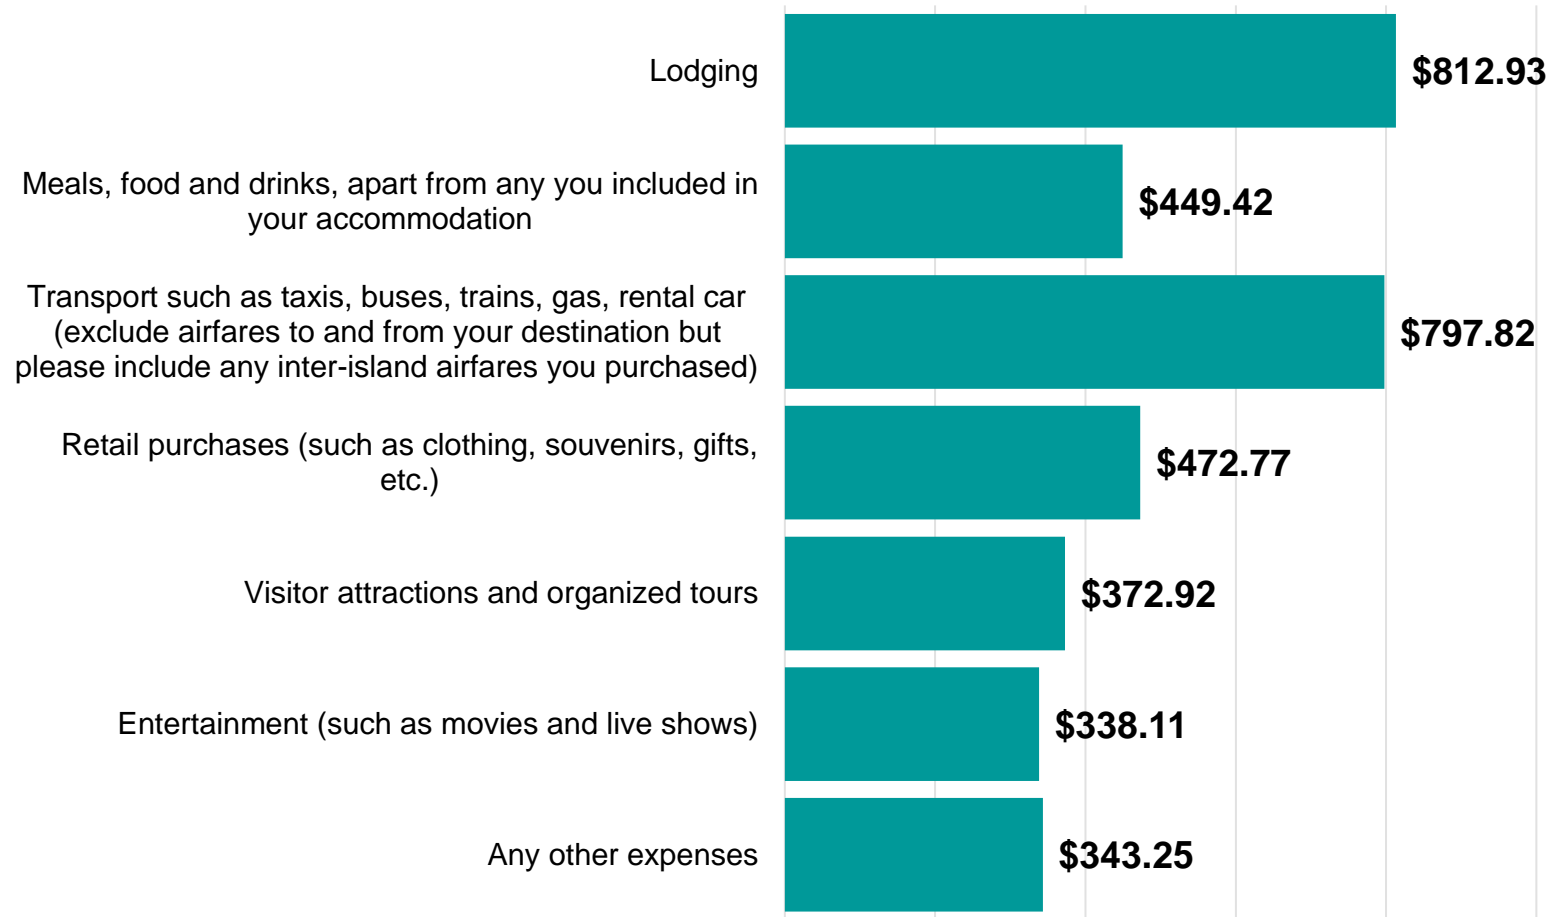 Lodging
$812.93
Meals, food and drinks, apart from any you included in
your accommodation
$449.42
Transport such as taxis, buses, trains, gas, rental car
(exclude airfares to and from your destination but
please include any inter-island airfares you purchased)
$797.82
Retail purchases (such as clothing, souvenirs, gifts,
etc.)
$472.77
Visitor attractions and organized tours
$372.92
Entertainment (such as movies and live shows)
$338.11
Any other expenses
$343.25